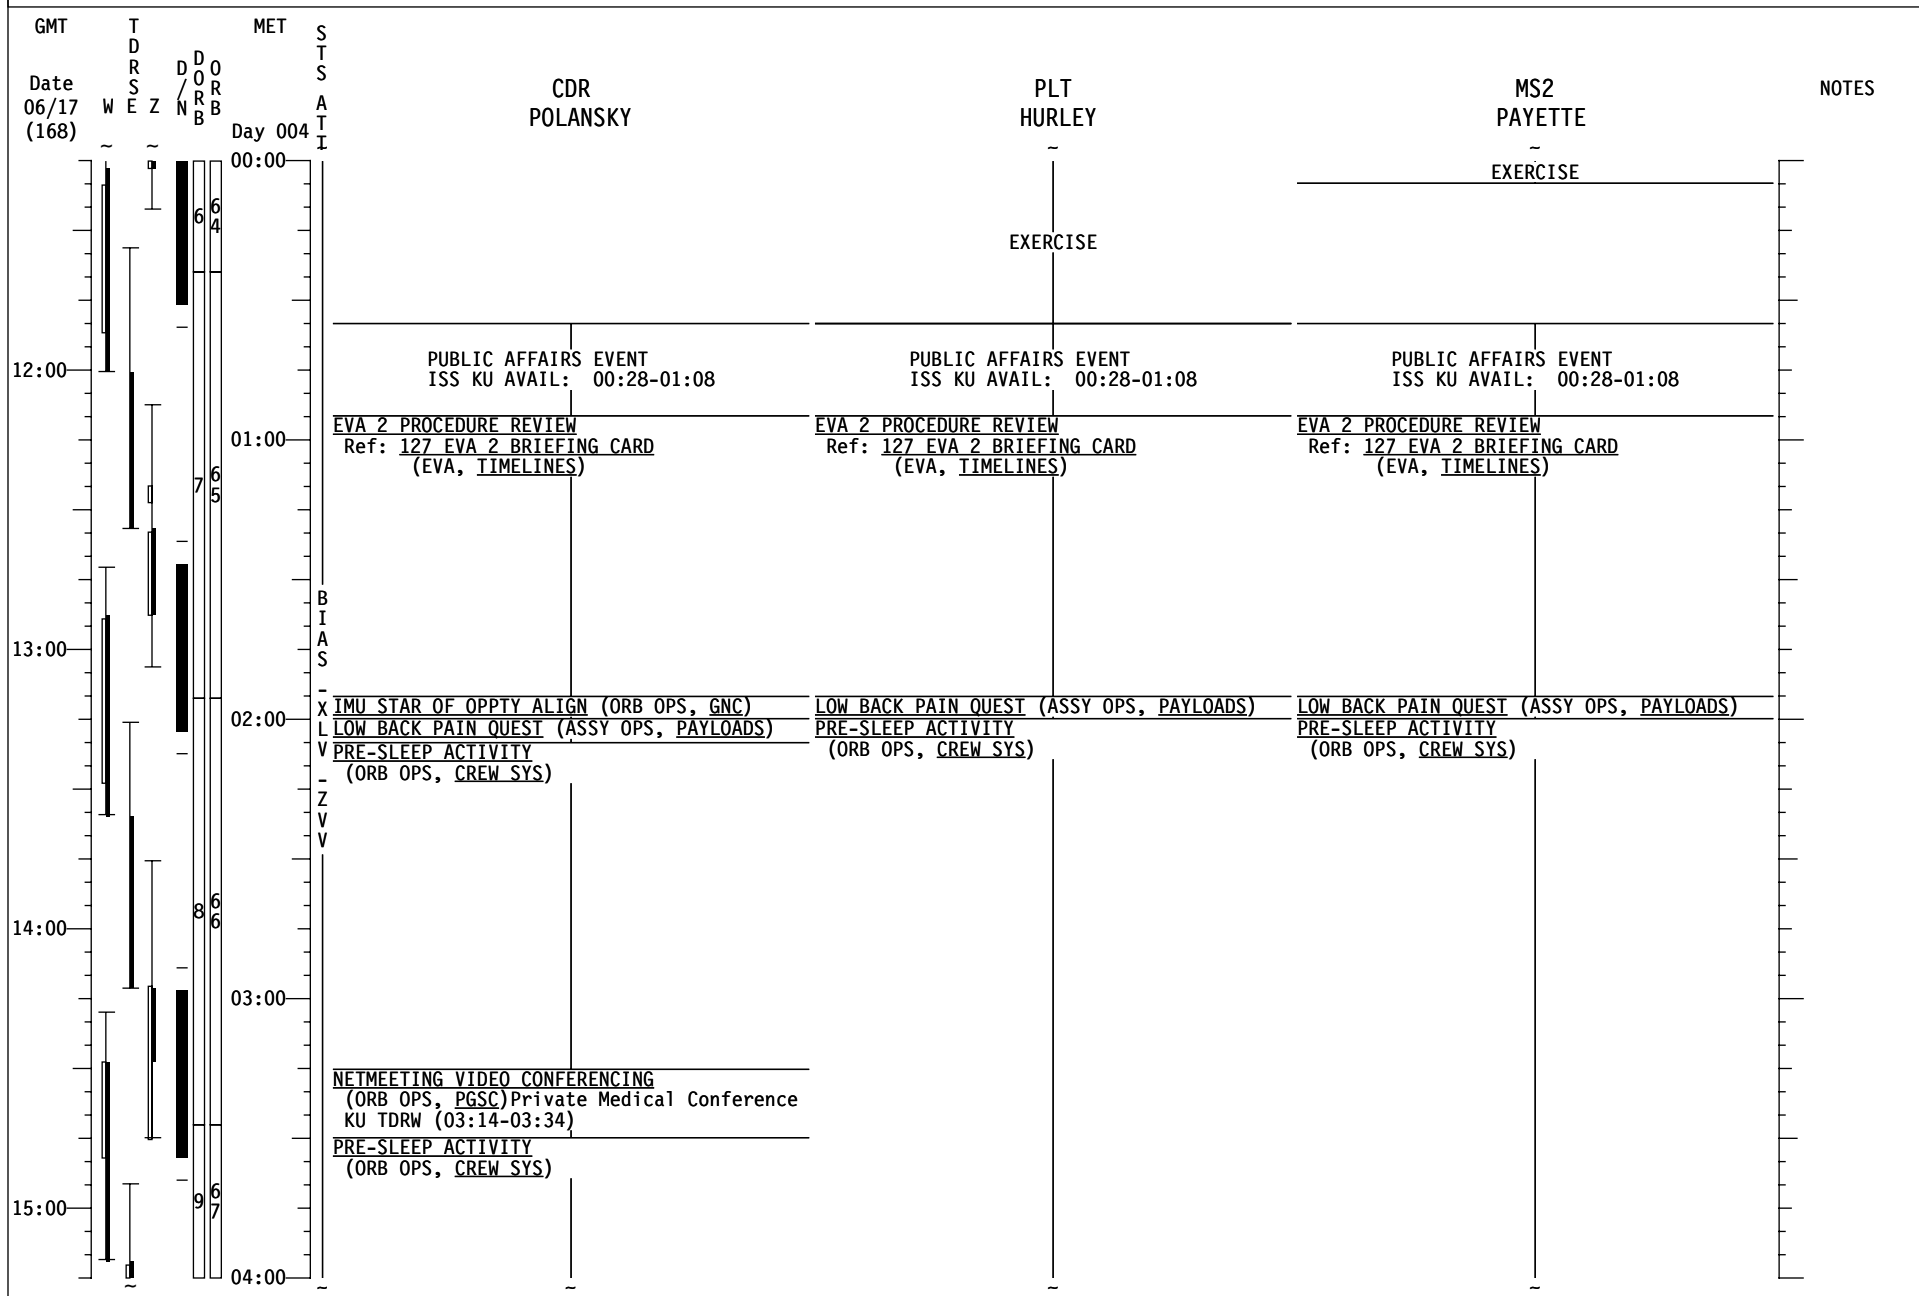 GMT
TDRS
MET
STS ATT
Date
06/17
(168)
W E Z
D/N
DORB
ORB
Day 004
CDR
POLANSKY
PLT
HURLEY
MS2
PAYETTE
NOTES
~ ~ ~ ~
00:00
EXERCISE
6
64
EXERCISE
PUBLIC AFFAIRS EVENT
ISS KU AVAIL: 00:28-01:08
PUBLIC AFFAIRS EVENT
ISS KU AVAIL: 00:28-01:08
PUBLIC AFFAIRS EVENT
ISS KU AVAIL: 00:28-01:08
12:00
EVA 2 PROCEDURE REVIEW
Ref: 127 EVA 2 BRIEFING CARD
(EVA, TIMELINES)
EVA 2 PROCEDURE REVIEW
Ref: 127 EVA 2 BRIEFING CARD
(EVA, TIMELINES)
EVA 2 PROCEDURE REVIEW
Ref: 127 EVA 2 BRIEFING CARD
(EVA, TIMELINES)
01:00
7
65
BIAS -XLV -ZVV
13:00
IMU STAR OF OPPTY ALIGN (ORB OPS, GNC)
LOW BACK PAIN QUEST (ASSY OPS, PAYLOADS)
PRE-SLEEP ACTIVITY
(ORB OPS, CREW SYS)
LOW BACK PAIN QUEST (ASSY OPS, PAYLOADS)
PRE-SLEEP ACTIVITY
(ORB OPS, CREW SYS)
LOW BACK PAIN QUEST (ASSY OPS, PAYLOADS)
PRE-SLEEP ACTIVITY
(ORB OPS, CREW SYS)
02:00
8
66
14:00
03:00
NETMEETING VIDEO CONFERENCING
(ORB OPS, PGSC)Private Medical Conference
KU TDRW (03:14-03:34)
PRE-SLEEP ACTIVITY
(ORB OPS, CREW SYS)
9
67
15:00
04:00
~ ~ ~ ~ ~